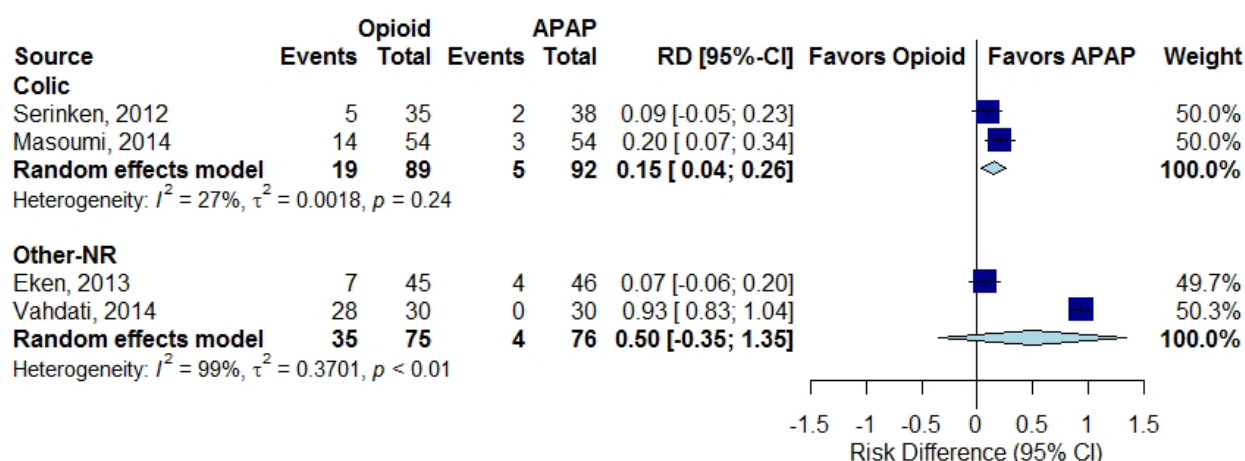 Opioid APAP
Source Events Total Events Total RD [95%-CI] Favors Opioid Favors APAP Weight
Colic
Serinken, 2012 5 35 2 38 0.09 [-0.05; 0.23] 50.0%
Masoumi, 2014 14 54 3 54 0.20 [ 0.07; 0.34] 50.0%
Random effects model 19 89 5 92 0.15 [ 0.04; 0.26] 100.0%
Heterogeneity: I² = 27%, τ² = 0.0018, p = 0.24
Other-NR
Eken, 2013 7 45 4 46 0.07 [-0.06; 0.20] 49.7%
Vahdati, 2014 28 30 0 30 0.93 [ 0.83; 1.04] 50.3%
Random effects model 35 75 4 76 0.50 [-0.35; 1.35] 100.0%
Heterogeneity: I² = 99%, τ² = 0.3701, p < 0.01
-1.5 -1 -0.5 0 0.5 1 1.5
Risk Difference (95% CI)